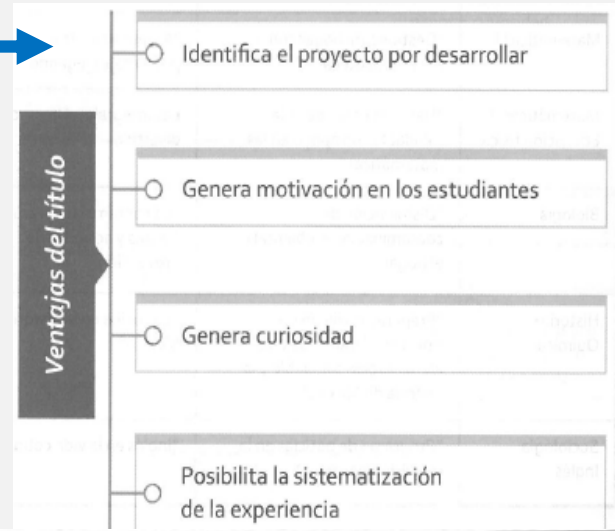 Ventajas del título
Identifica el proyecto por desarrollar
Genera motivación en los estudiantes
Genera curiosidad
Posibilita la sistematización
de la experiencia